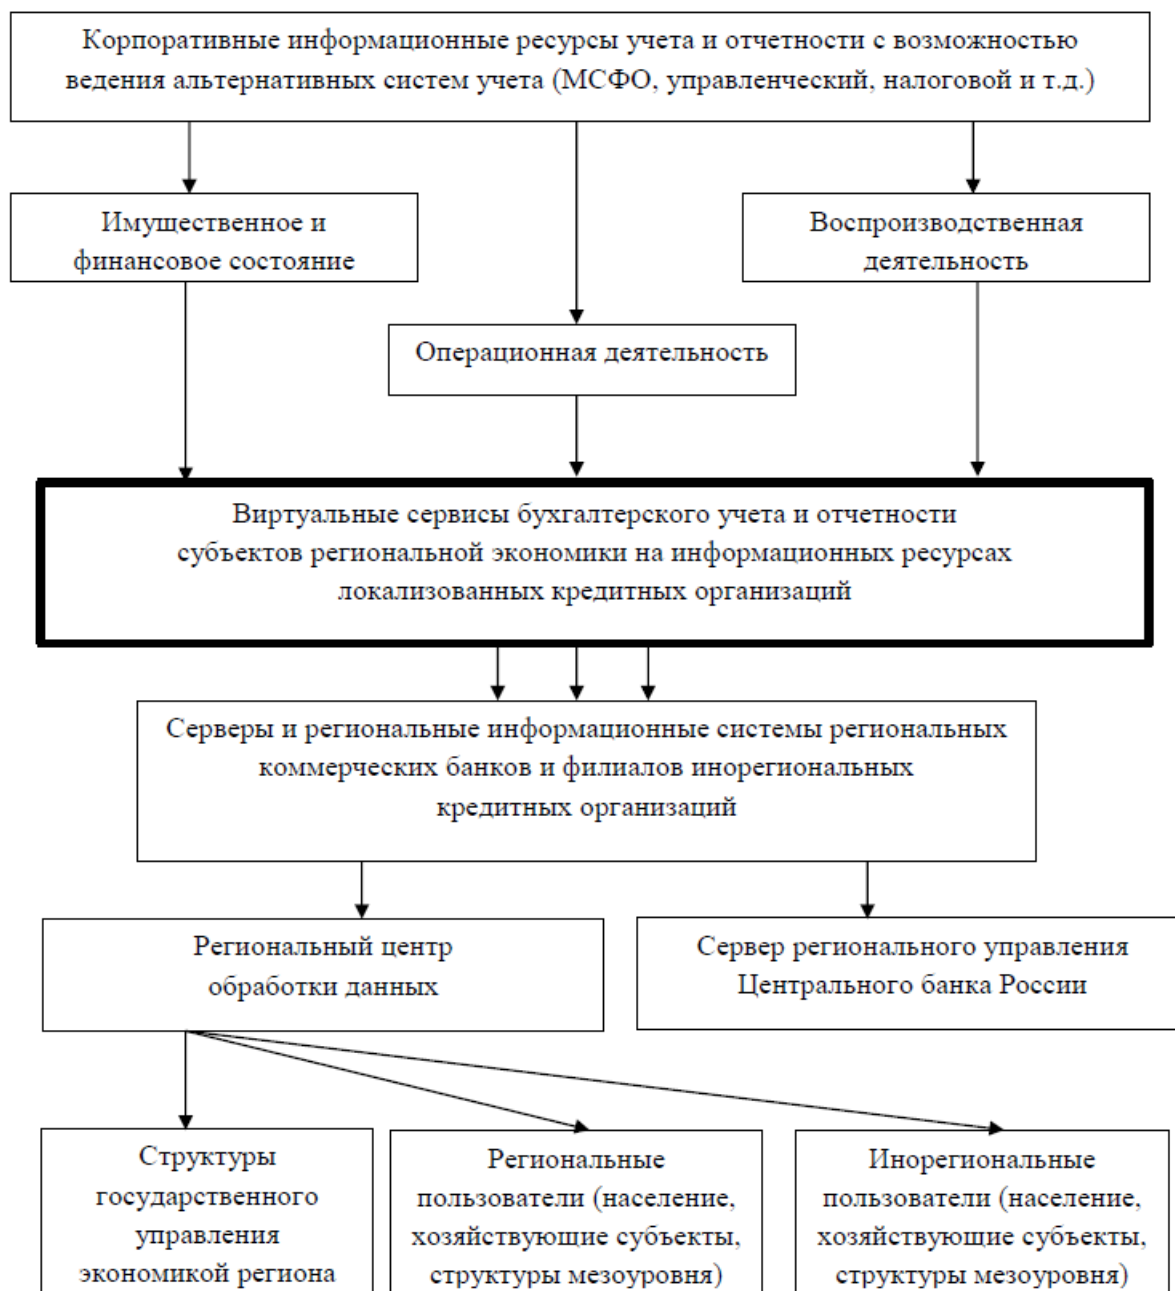 Корпоративные информационные ресурсы учета и отчетности с возможностью
ведения альтернативных систем учета (МСФО, управленческий, налоговой и т.д.)
Имущественное и
финансовое состояние
Воспроизводственная
деятельность
Операционная деятельность
Виртуальные сервисы бухгалтерского учета и отчетности
субъектов региональной экономики на информационных ресурсах
локализованных кредитных организаций
Серверы и региональные информационные системы региональных
коммерческих банков и филиалов инорегиональных
кредитных организаций
Региональный центр
обработки данных
Сервер регионального управления
Центрального банка России
Структуры
государственного
управления
экономикой региона
Региональные
пользователи (население,
хозяйствующие субъекты,
структуры мезоуровня)
Инорегиональные
пользователи (население,
хозяйствующие субъекты,
структуры мезоуровня)